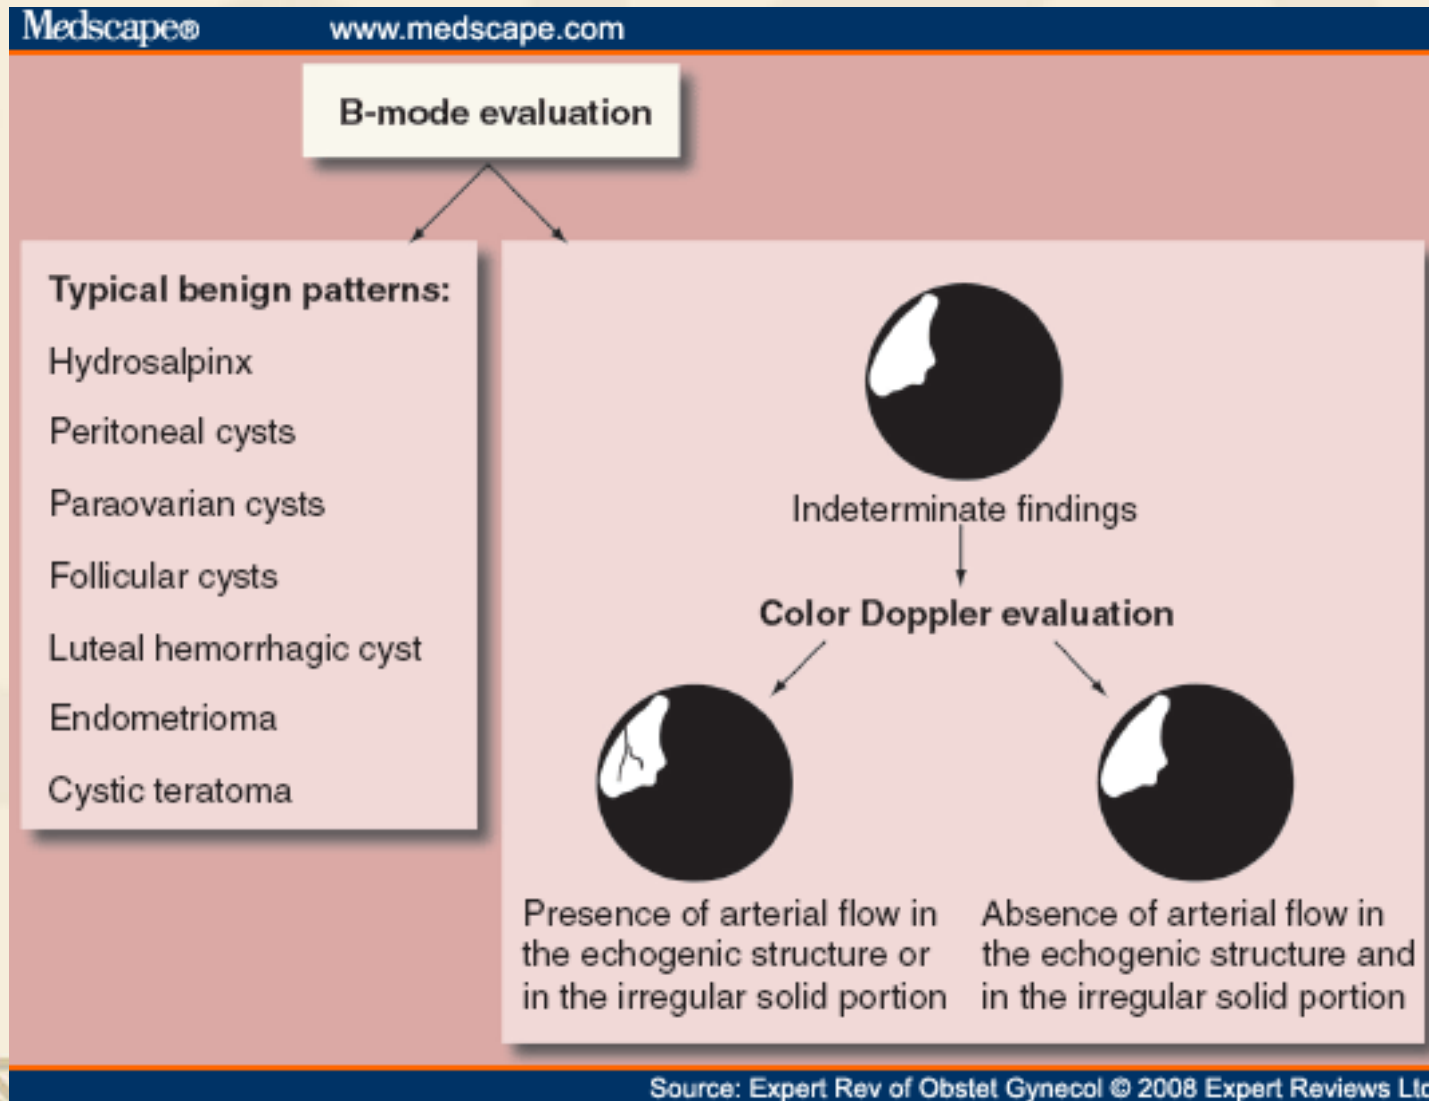 Medscape® www.medscape.com
B-mode evaluation
Typical benign patterns:
Hydrosalpinx
Peritoneal cysts
Paraovarian cysts
Follicular cysts
Luteal hemorrhagic cyst
Endometrioma
Cystic teratoma
Indeterminate findings
Color Doppler evaluation
Presence of arterial flow in
the echogenic structure or
in the irregular solid portion
Absence of arterial flow in
the echogenic structure and
in the irregular solid portion
Source: Expert Rev of Obstet Gynecol © 2008 Expert Reviews Ltd